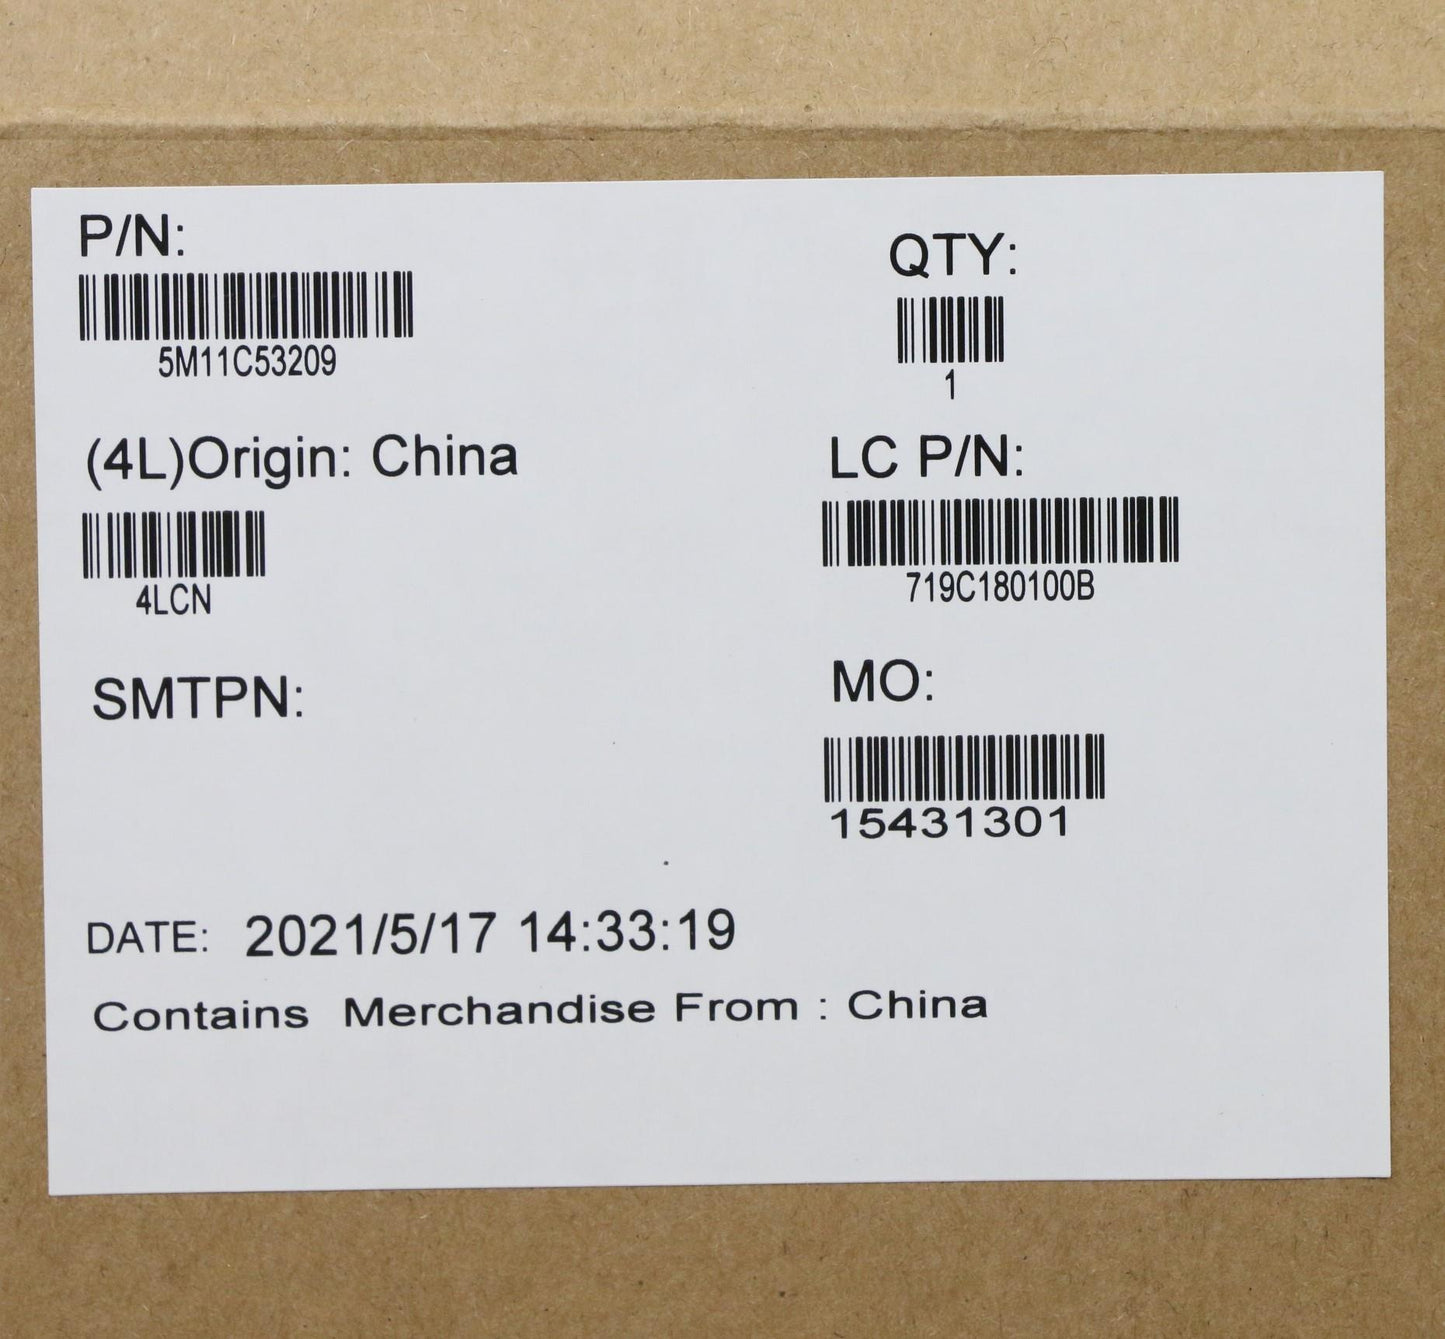 P/N:
5M11C53209
QTY:
1
(4L)Origin: China
4LCN
LC P/N:
719C180100B
SMTPN:
MO:
15431301
DATE: 2021/5/17 14:33:19
Contains Merchandise From : China